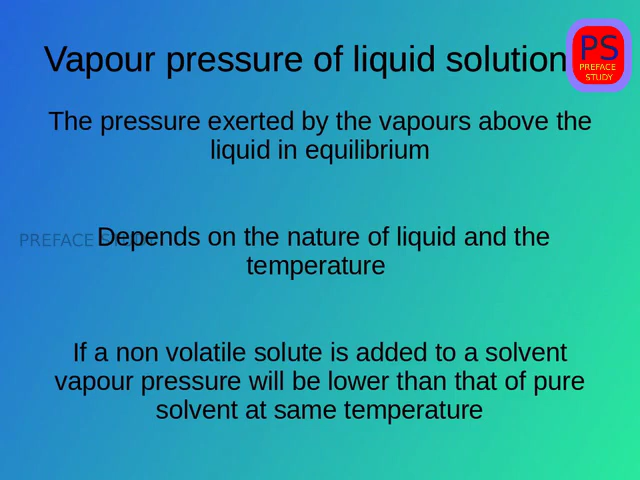 Vapour pressure of liquid solution
PS
PREFACE
STUDY
The pressure exerted by the vapours above the
liquid in equilibrium
PREFACE
Depends on the nature of liquid and the
temperature
If a non volatile solute is added to a solvent
vapour pressure will be lower than that of pure
solvent at same temperature